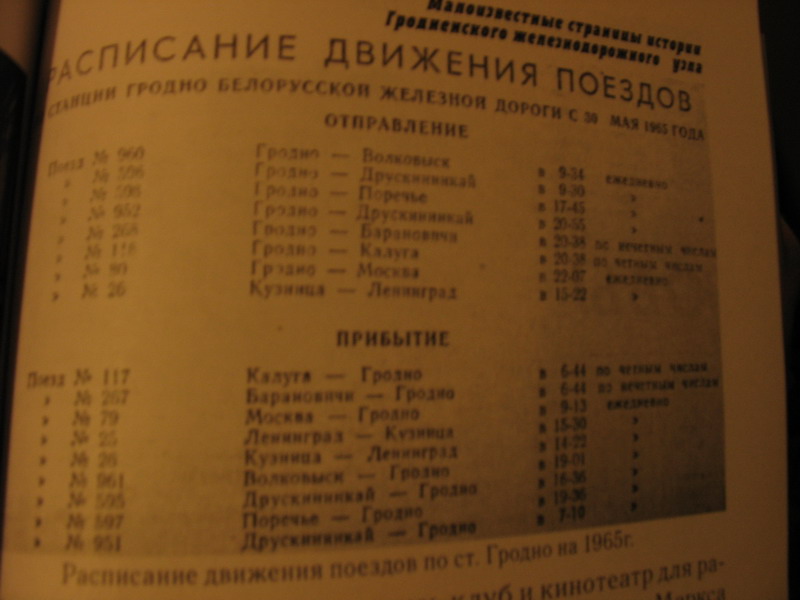 Малоизвестные страницы истории
Гродненского железнодорожного узла
РАСПИСАНИЕ ДВИЖЕНИЯ ПОЕЗДОВ
СТАНЦИИ ГРОДНО БЕЛОРУССКОЙ ЖЕЛЕЗНОЙ ДОРОГИ С 30 МАЯ 1965 ГОДА
ОТПРАВЛЕНИЕ
Поезд № 960 Гродно — Волковыск в 9-34 ежедневно
» № 596 Гродно — Друскининкай в 9-30 »
» № 598 Гродно — Поречье в 17-45 »
» № 952 Гродно — Друскининкай в 20-55 »
» № 268 Гродно — Барановичи в 20-38 по нечетным числам
» № 118 Гродно — Калуга в 20-38 по четным числам
» № 80 Гродно — Москва в 22-07 ежедневно
» № 26 Кузница — Ленинград в 15-22 »
ПРИБЫТИЕ
Поезд № 117 Калуга — Гродно в 6-44 по четным числам
» № 267 Барановичи — Гродно в 6-44 по нечетным числам
» № 79 Москва — Гродно в 9-13 ежедневно
» № 25 Ленинград — Кузница в 15-30 »
» № 26 Кузница — Ленинград в 14-22 »
» № 961 Волковыск — Гродно в 19-01 »
» № 595 Друскининкай — Гродно в 16-36 »
» № 597 Поречье — Гродно в 19-36 »
» № 951 Друскининкай — Гродно в 7-10 »
Расписание движения поездов по ст. Гродно на 1965г.
клуб и кинотеатр для ра-
Маркса